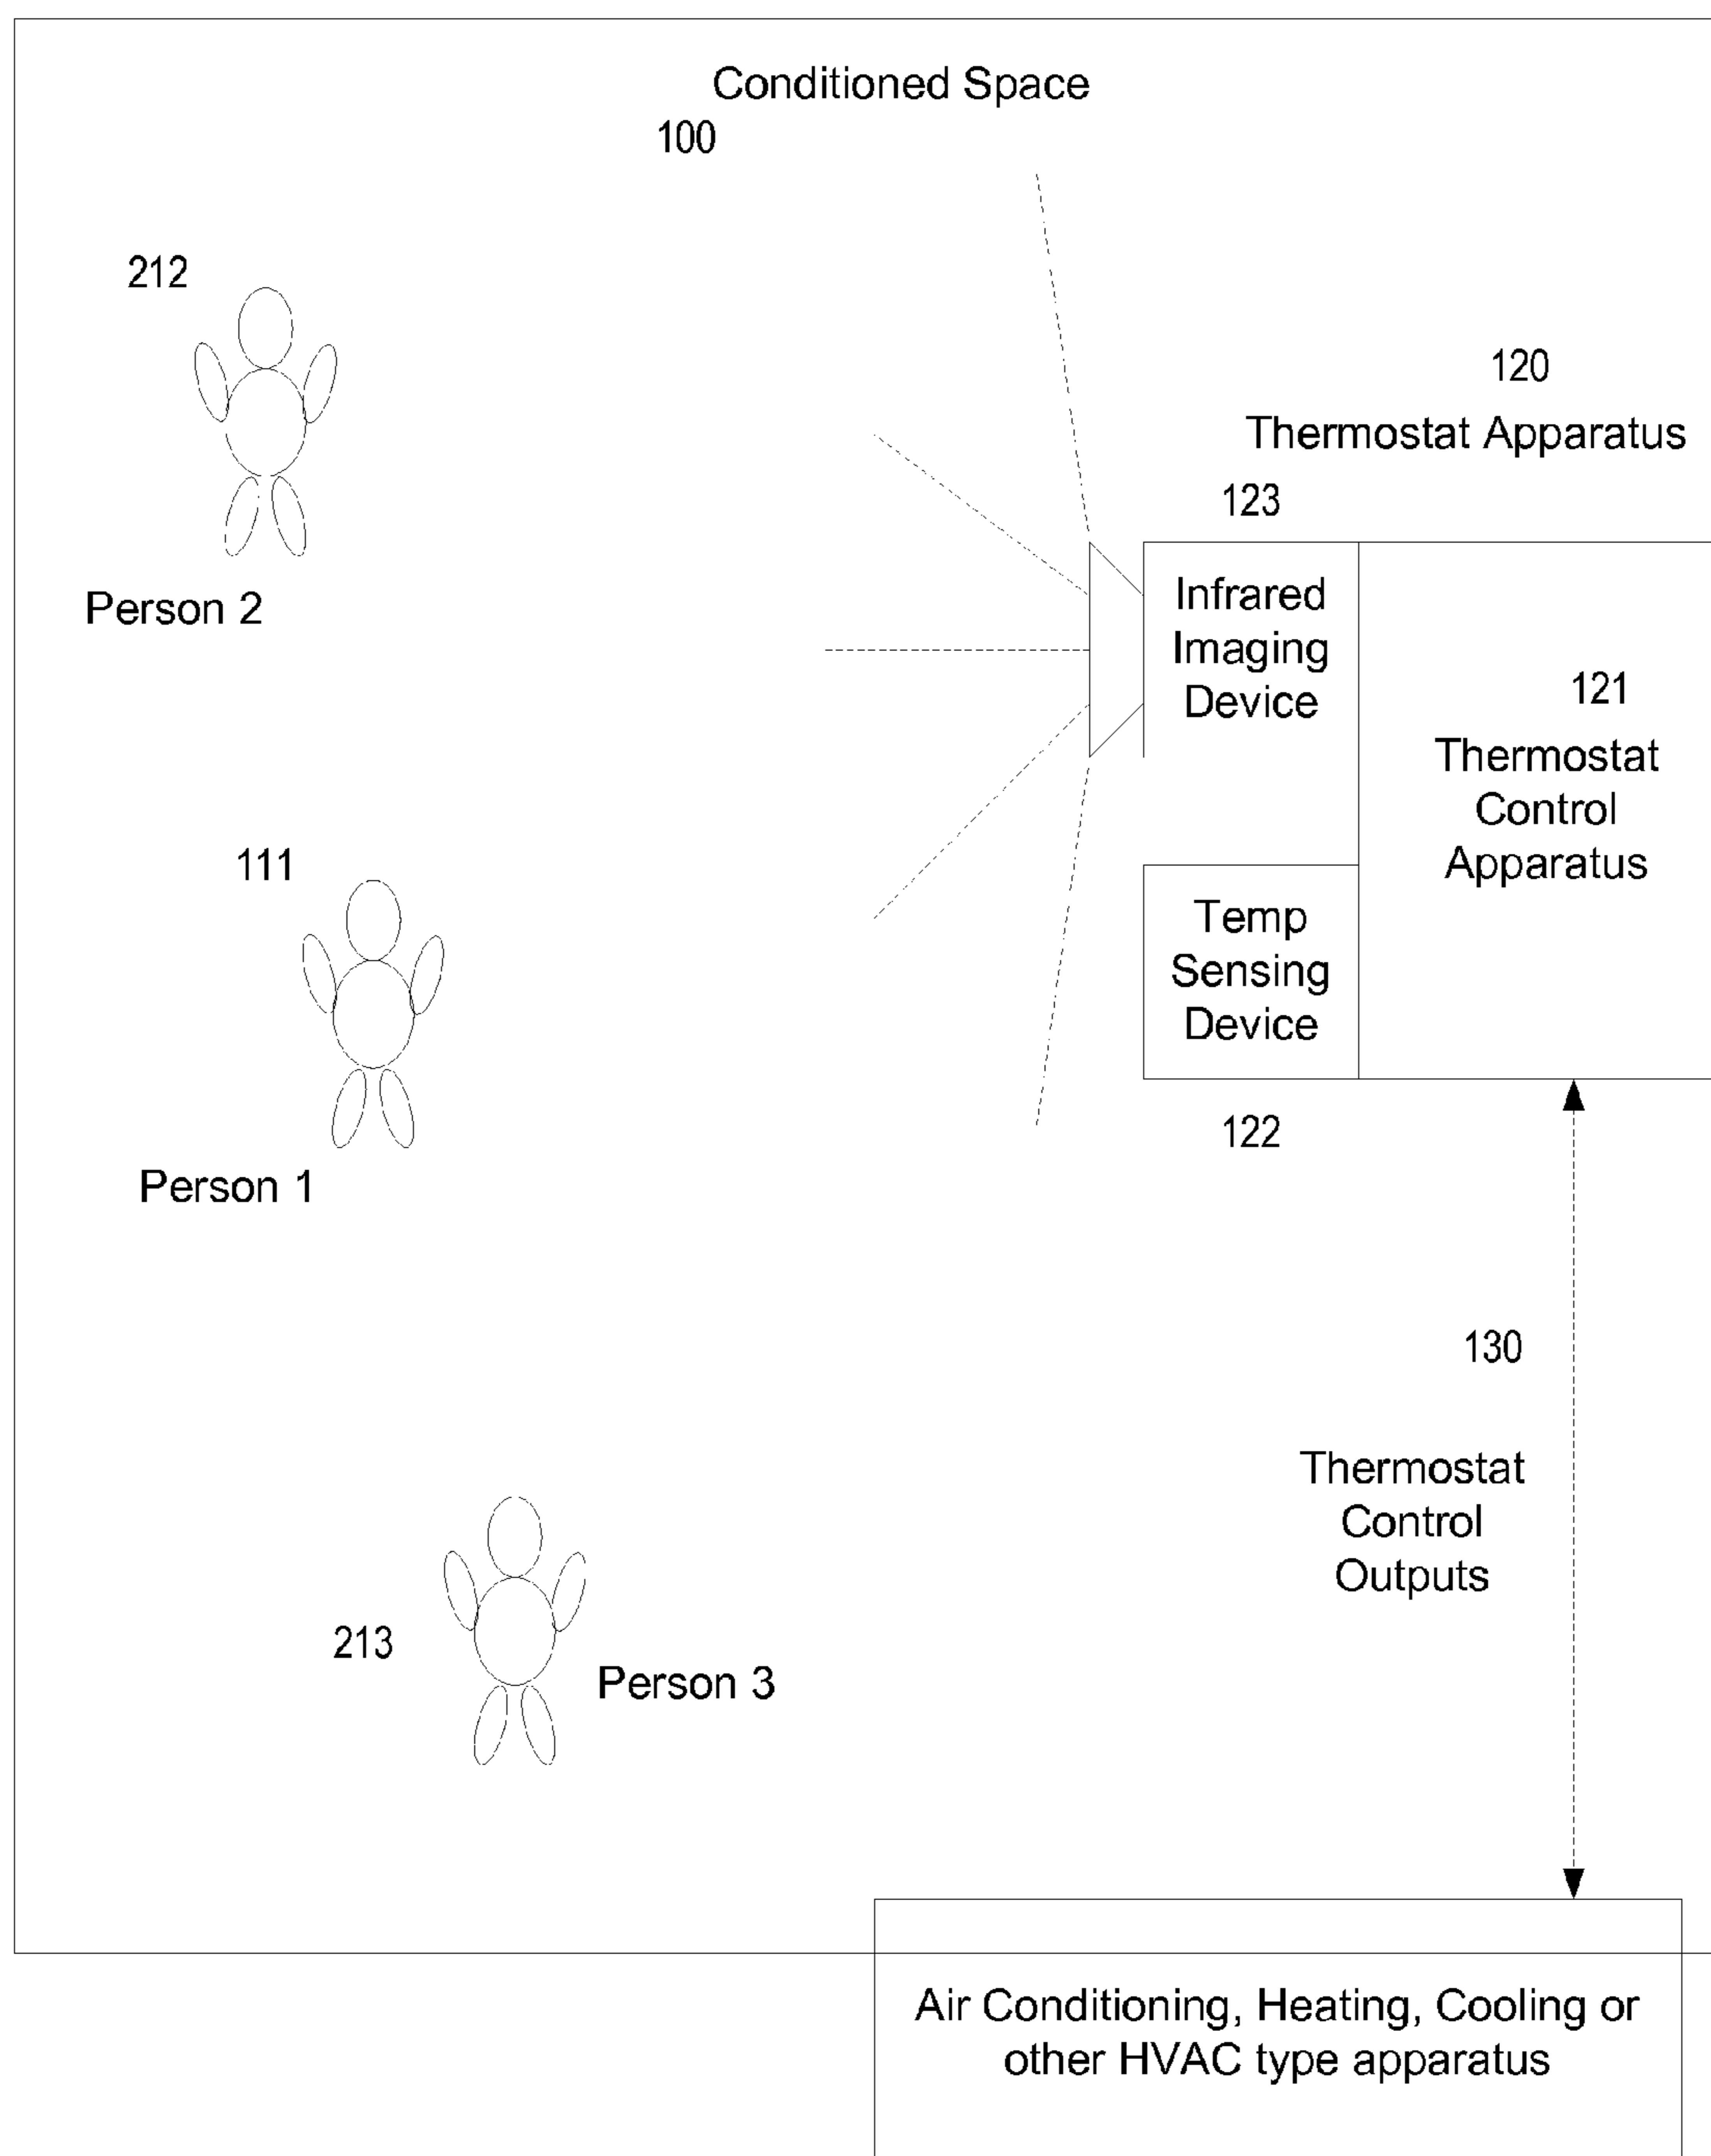 Conditioned Space
100
212
Person 2
120
Thermostat Apparatus
123
Infrared
Imaging
Device
121
Thermostat
Control
Apparatus
111
Person 1
Temp
Sensing
Device
122
130
Thermostat
Control
Outputs
213
Person 3
Air Conditioning, Heating, Cooling or
other HVAC type apparatus